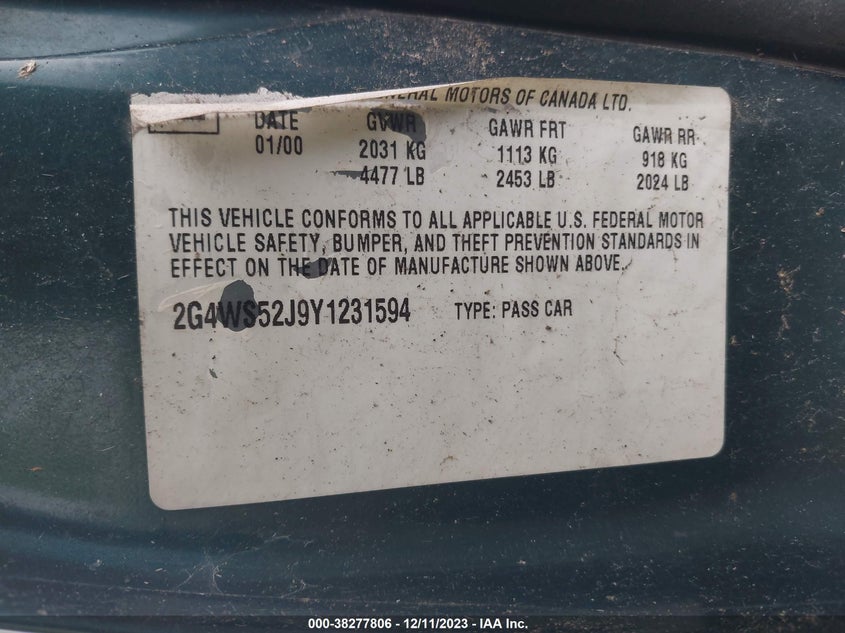 MOTORS OF CANADA LTD.
DATE GVWR GAWR FRT GAWR RR
01/00 2031 KG 1113 KG 918 KG
4477 LB 2453 LB 2024 LB
THIS VEHICLE CONFORMS TO ALL APPLICABLE U.S. FEDERAL MOTOR
VEHICLE SAFETY, BUMPER, AND THEFT PREVENTION STANDARDS IN
EFFECT ON THE DATE OF MANUFACTURE SHOWN ABOVE.
2G4WS52J9Y1231594 TYPE: PASS CAR
000-38277806 - 12/11/2023 - IAA Inc.